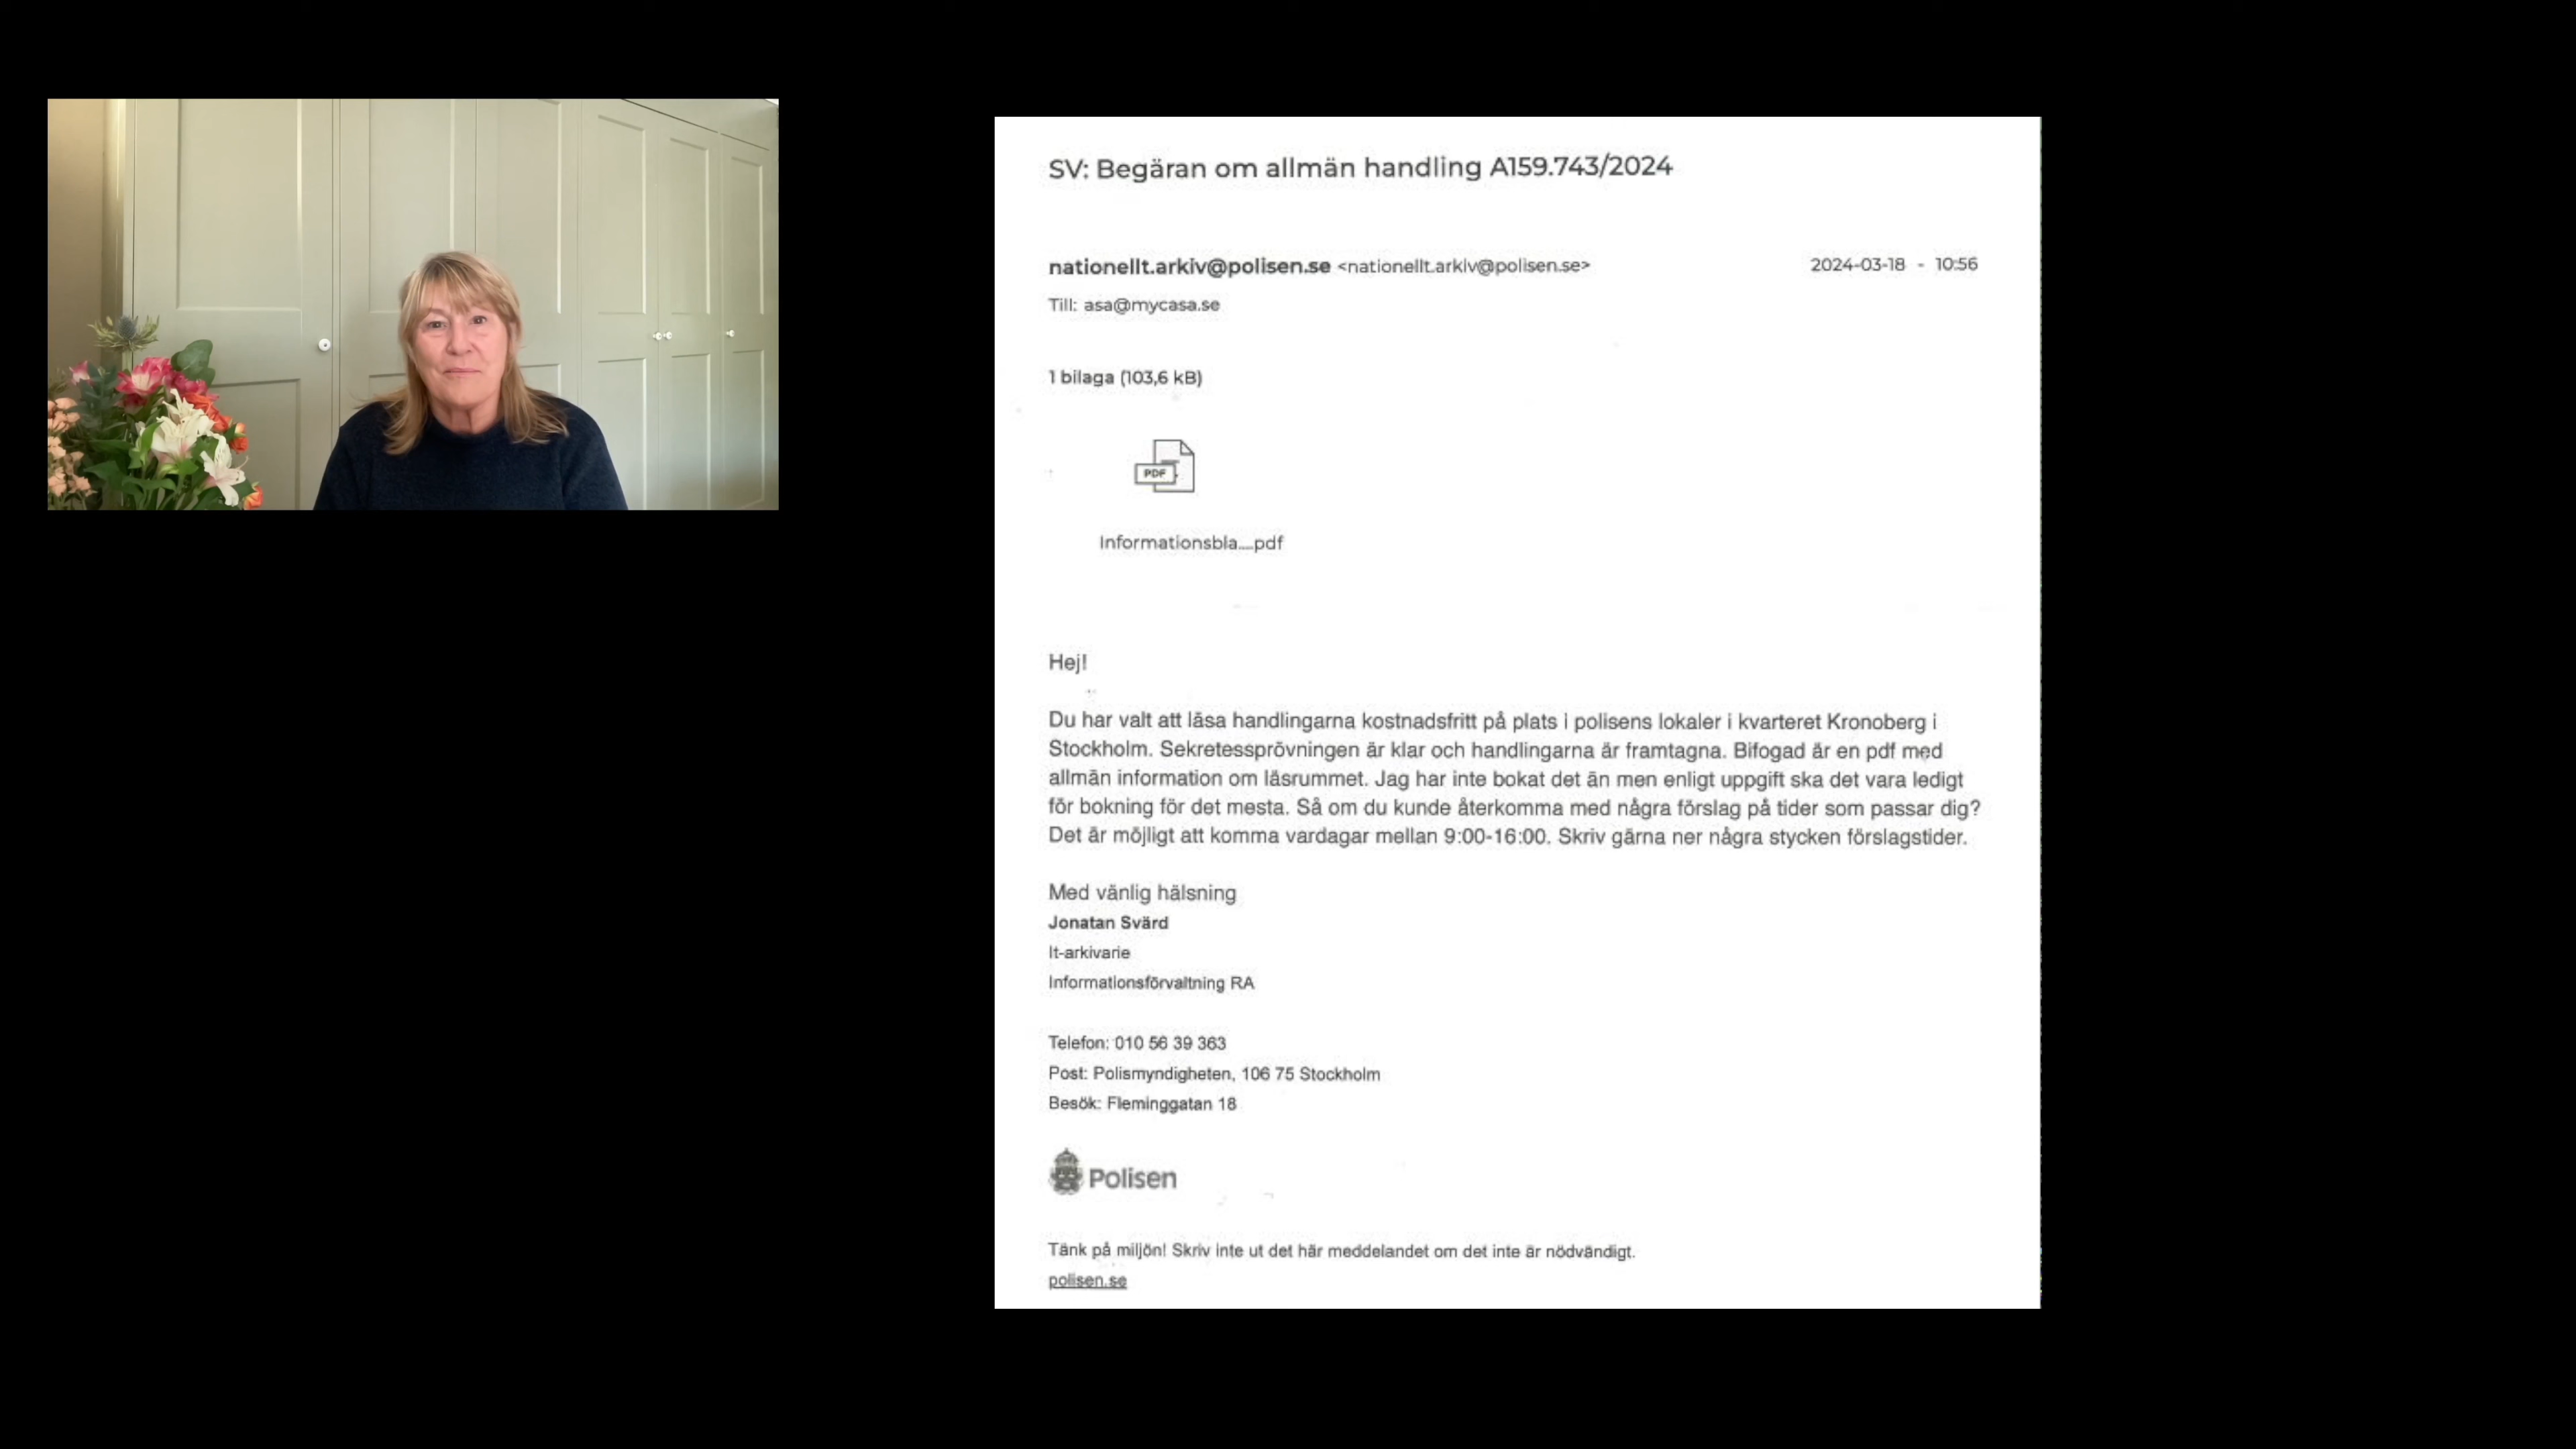 SV: Begäran om allmän handling A159.743/2024
nationellt.arkiv@polisen.se <nationellt.arkiv@polisen.se>
2024-03-18 - 10:56
Till: asa@mycasa.se
1 bilaga (103,6 kB)
PDF
Informationsbla....pdf
Hej!
Du har valt att läsa handlingarna kostnadsfritt på plats i polisens lokaler i kvarteret Kronoberg i
Stockholm. Sekretessprövningen är klar och handlingarna är framtagna. Bifogad är en pdf med
allmän information om läsrummet. Jag har inte bokat det än men enligt uppgift ska det vara ledigt
för bokning för det mesta. Så om du kunde återkomma med några förslag på tider som passar dig?
Det är möjligt att komma vardagar mellan 9:00-16:00. Skriv gärna ner några stycken förslagstider.
Med vänlig hälsning
Jonatan Svärd
It-arkivarie
Informationsförvaltning RA
Telefon: 010 56 39 363
Post: Polismyndigheten, 106 75 Stockholm
Besök: Fleminggatan 18
Polisen
Tänk på miljön! Skriv inte ut det här meddelandet om det inte är nödvändigt.
polisen.se